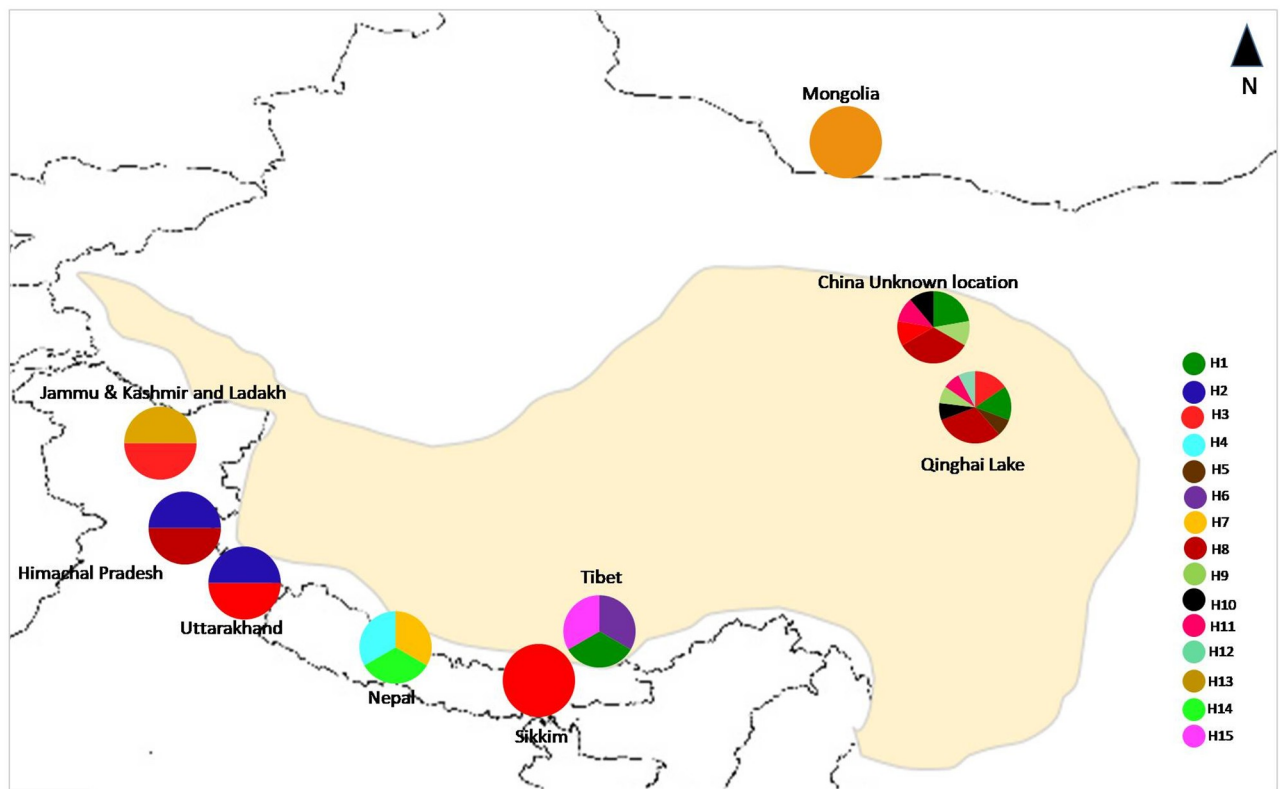 Mongolia
N
China Unknown location
Jammu & Kashmir and Ladakh
Qinghai Lake
Himachal Pradesh
Tibet
Uttarakhand
Nepal
Sikkim
H1
H2
H3
H4
H5
H6
H7
H8
H9
H10
H11
H12
H13
H14
H15